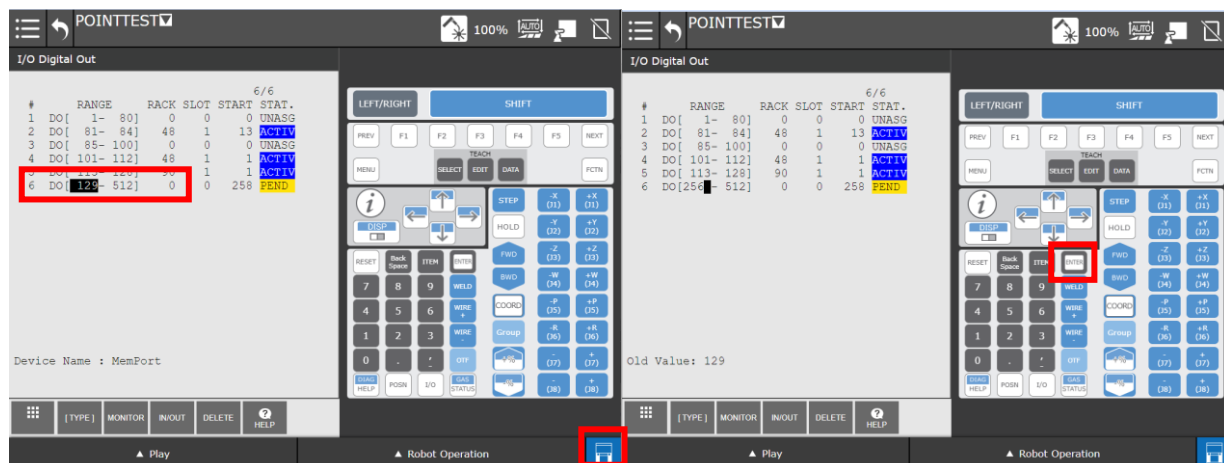 POINTTEST
100% AUTO
I/O Digital Out
6/6
# RANGE RACK SLOT START STAT.
1 DO[ 1- 80] 0 0 0 UNASG
2 DO[ 81- 84] 48 1 13 ACTIV
3 DO[ 85- 100] 0 0 0 UNASG
4 DO[ 101- 112] 48 1 1 ACTIV
5 DO[ 113- 128] 90 1 1 ACTIV
6 DO[ 129- 512] 0 0 258 PEND
Device Name : MemPort
[TYPE] MONITOR IN/OUT DELETE ? HELP
▲ Play
LEFT/RIGHT SHIFT
PREV F1 F2 F3 F4 F5 NEXT
TEACH
MENU SELECT EDIT DATA FCTN
i DISP STEP -X (J1) +X (J1)
HOLD -Y (J2) +Y (J2)
RESET Back Space ITEM ENTER FWD -Z (J3) +Z (J3)
7 8 9 WELD BWD -W (J4) +W (J4)
4 5 6 WIRE + COORD -P (J5) +P (J5)
1 2 3 WIRE - Group -R (J6) +R (J6)
0 . OTF - (J7) + (J7)
DIAG HELP POSN I/O GAS STATUS - (J8) + (J8)
▲ Robot Operation
POINTTEST
100% AUTO
I/O Digital Out
6/6
# RANGE RACK SLOT START STAT.
1 DO[ 1- 80] 0 0 0 UNASG
2 DO[ 81- 84] 48 1 13 ACTIV
3 DO[ 85- 100] 0 0 0 UNASG
4 DO[ 101- 112] 48 1 1 ACTIV
5 DO[ 113- 128] 90 1 1 ACTIV
6 DO[256 - 512] 0 0 258 PEND
Old Value: 129
[TYPE] MONITOR IN/OUT DELETE ? HELP
▲ Play
LEFT/RIGHT SHIFT
PREV F1 F2 F3 F4 F5 NEXT
TEACH
MENU SELECT EDIT DATA FCTN
i DISP STEP -X (J1) +X (J1)
HOLD -Y (J2) +Y (J2)
RESET Back Space ITEM ENTER FWD -Z (J3) +Z (J3)
7 8 9 WELD BWD -W (J4) +W (J4)
4 5 6 WIRE + COORD -P (J5) +P (J5)
1 2 3 WIRE - Group -R (J6) +R (J6)
0 . OTF - (J7) + (J7)
DIAG HELP POSN I/O GAS STATUS - (J8) + (J8)
▲ Robot Operation